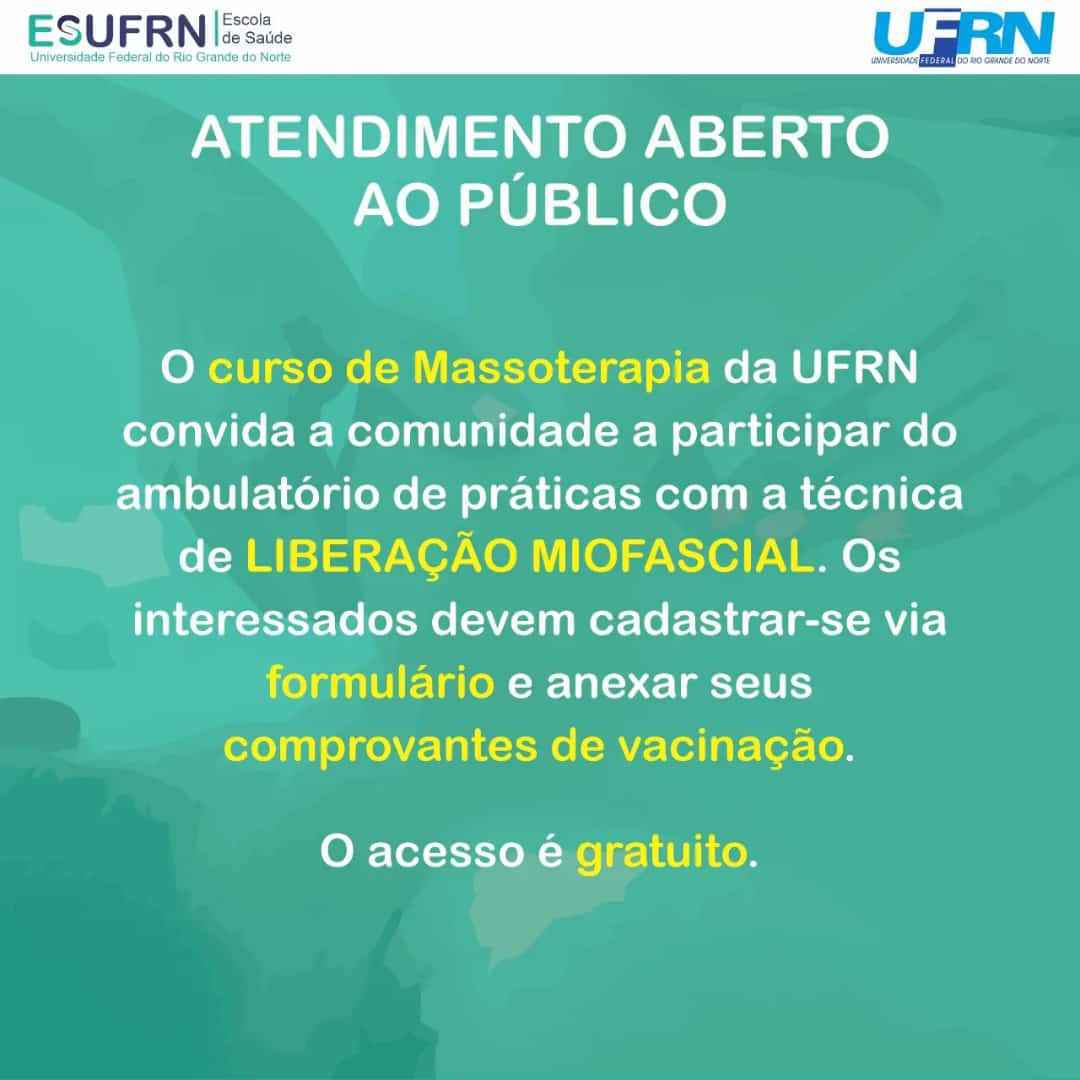 ESUFRN Escola
de Saúde
Universidade Federal do Rio Grande do Norte
UFRN
UNIVERSIDADE FEDERAL DO RIO GRANDE DO NORTE
ATENDIMENTO ABERTO
AO PÚBLICO
O curso de Massoterapia da UFRN
convida a comunidade a participar do
ambulatório de práticas com a técnica
de LIBERAÇÃO MIOFASCIAL. Os
interessados devem cadastrar-se via
formulário e anexar seus
comprovantes de vacinação.
O acesso é gratuito.